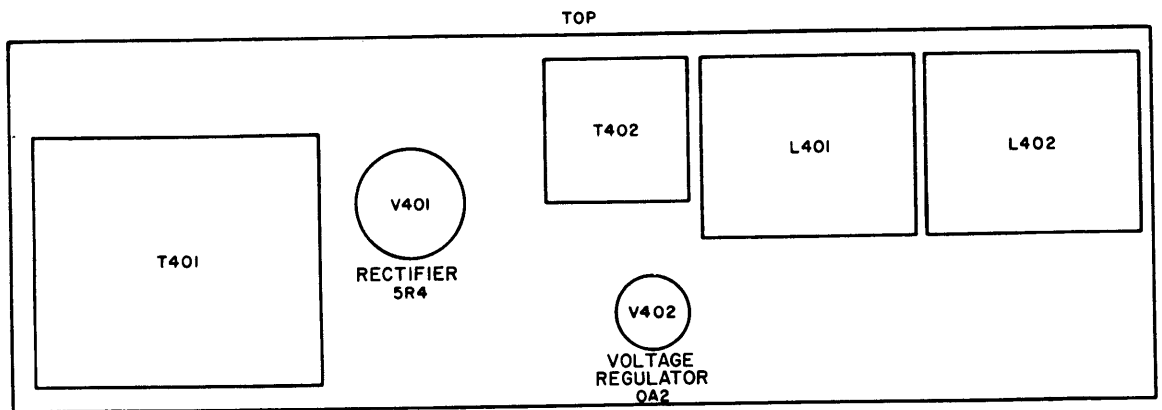 TOP
T402
L401
L402
V401
T401
RECTIFIER
5R4
V402
VOLTAGE
REGULATOR
OA2